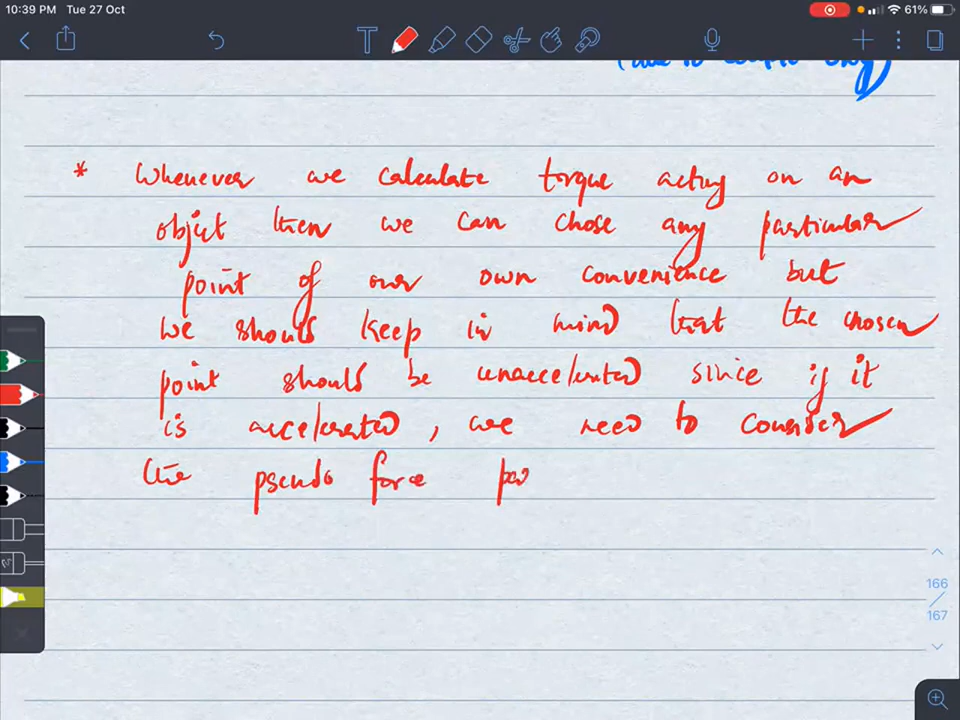 10:39 PM Tue 27 Oct 61%
* Whenever we calculate torque acting on an
object then we can chose any particular
point of our own convenience but
we should keep in mind that the chosen
point should be unaccelerated since if it
is accelerated, we need to consider
the pseudo force
166
167